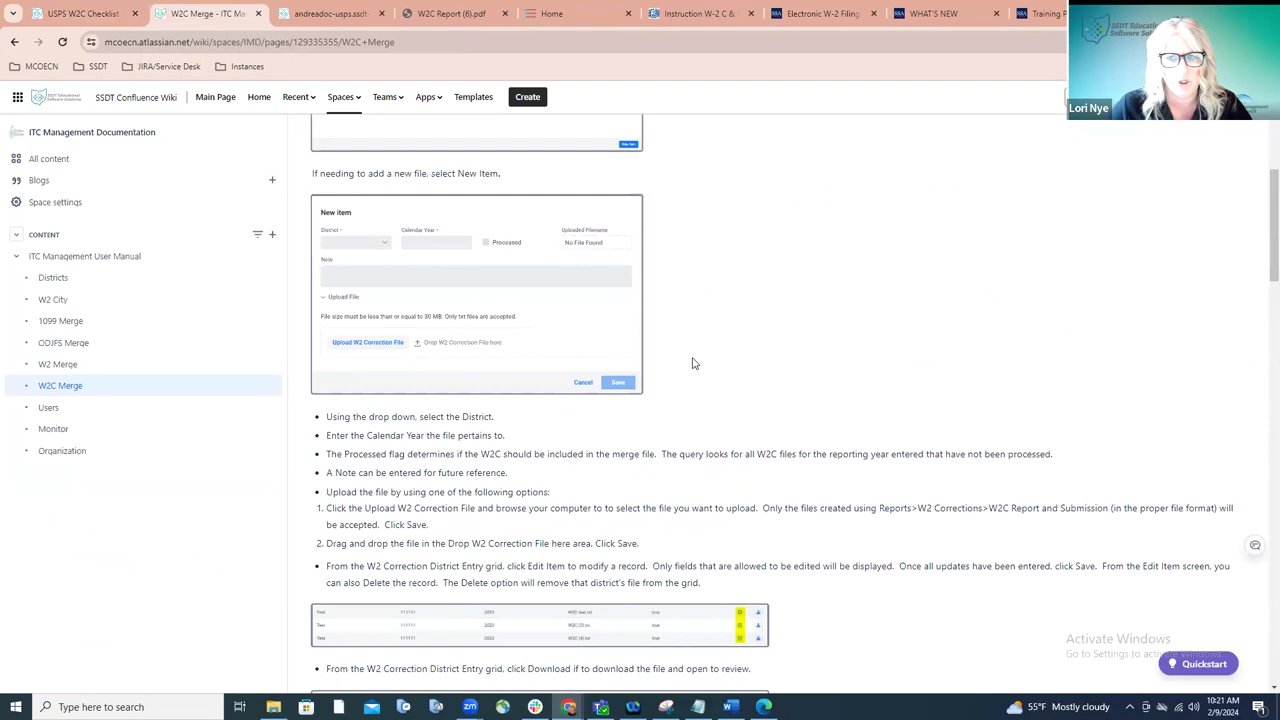 USPS - ITC Ma
W2C Merge - ITC M
W2C Report (6).pdf
Home
Instruction W-2 C &
Electronic W-2 Filing
WHAT'S NEW
Training P
mcoecn.atlassian.net/wiki/spaces/IMD/pages/129335355/W2C+Merge
MCOECN
SSDT
JIRA/Service Desk
Instances
SSDT Confluence Wiki
Main Page
Home
Recent
Spaces
Teams
Apps
Templates
Create
Lori Nye
ITC Management Documentation
All content
Blogs
Space settings
CONTENT
ITC Management User Manual
Districts
W2 City
1099 Merge
ODJFS Merge
W2 Merge
W2C Merge
Users
Monitor
Organization
If needing to add a new file, select New Item.
New item
District *
Calendar Year *
Processed
Uploaded Filename
No File Found
Note
Upload File
File size must be less than or equal to 30 MB. Only txt files are accepted.
Upload W2 Correction File
Drop W2 Correction File here
Cancel
Save
• Using the drop down, select the District.
• Enter the Calendar Year the file pertains to.
• The Processed flag determines if the W2C should be included in the merge file. The query looks for all W2C files for the reporting year entered that have not been processed.
• A Note can be entered for future reference.
• Upload the file by using one of the following options:
1. Click the Upload W2 Correction File and browse your computer to to select the file you want to upload. Only the files created using Reports>W2 Corrections>W2C Report and Submission (in the proper file format) will
be accepted. Click Save.
2. Drag and drop the file in the Drop W2 Correction File here area. Click Save.
• From the W2 Correction District Entry grid, click Edit Item to modify a record. Only fields that are allowed to be edited will be displayed. Once all updates have been entered, click Save. From the Edit Item screen, you
can also Delete the record. The Delete option will remove that district's file from the grid.
• From the W2 Correction District Entry grid, click Download if to download the file and open to review.
Activate Windows
Go to Settings to activate Windows.
Quickstart
Type here to search
55°F Mostly cloudy
10:21 AM
2/9/2024